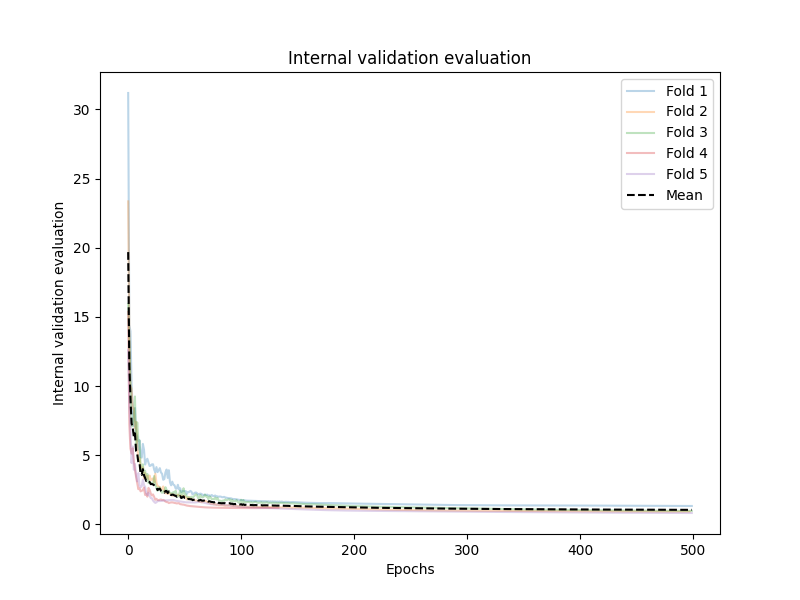 Internal validation evaluation
Internal validation evaluation
30
25
20
15
10
5
0
Fold 1
Fold 2
Fold 3
Fold 4
Fold 5
Mean
0 100 200 300 400 500
Epochs